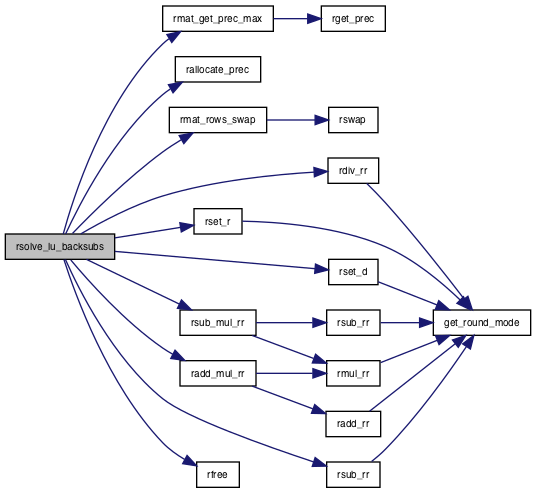 rmat_get_prec_max
rget_prec
rallocate_prec
rmat_rows_swap
rswap
rdiv_rr
rset_r
rsolve_lu_backsubs
rset_d
rsub_mul_rr
rsub_rr
get_round_mode
radd_mul_rr
rmul_rr
radd_rr
rfree
rsub_rr